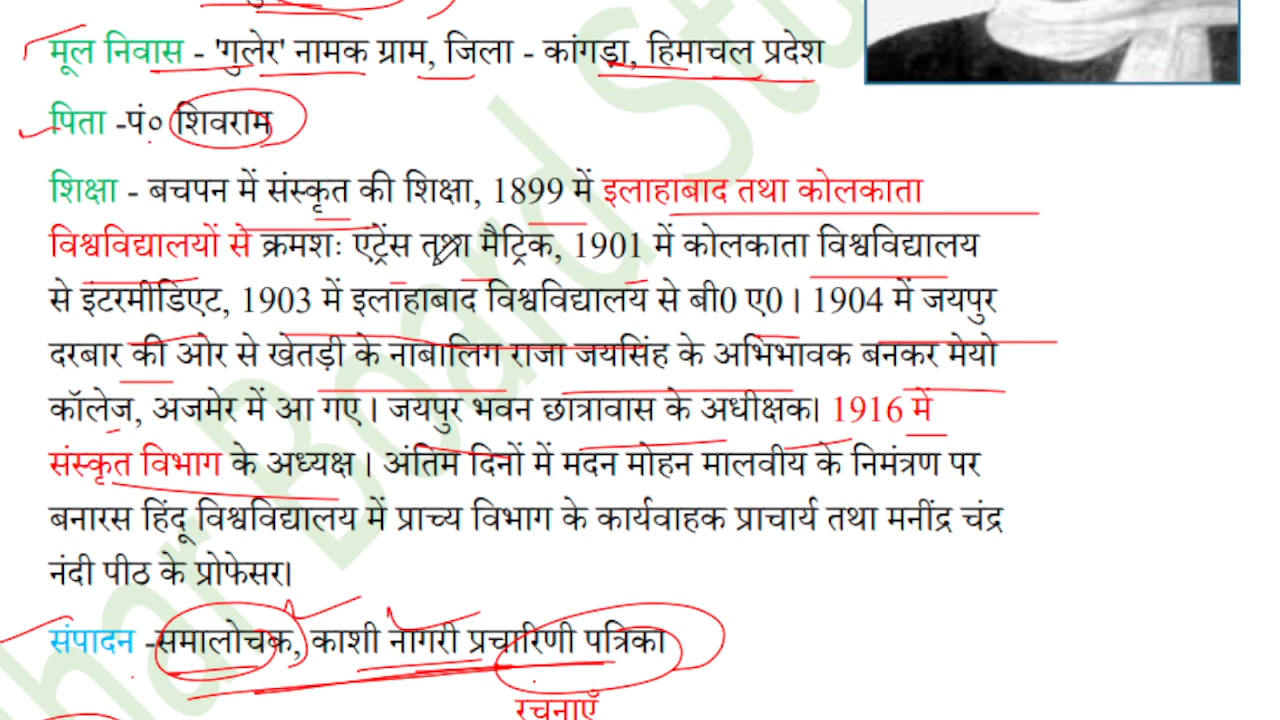 मूल निवास - 'गुलेर' नामक ग्राम, जिला - कांगड़ा, हिमाचल प्रदेश
पिता -पं० शिवराम
शिक्षा - बचपन में संस्कृत की शिक्षा, 1899 में इलाहाबाद तथा कोलकाता
विश्वविद्यालयों से क्रमशः एट्रेंस तथा मैट्रिक, 1901 में कोलकाता विश्वविद्यालय
से इंटरमीडिएट, 1903 में इलाहाबाद विश्वविद्यालय से बी0 ए0। 1904 में जयपुर
दरबार की ओर से खेतड़ी के नाबालिग राजा जयसिंह के अभिभावक बनकर मेयो
कॉलेज, अजमेर में आ गए। जयपुर भवन छात्रावास के अधीक्षक। 1916 में
संस्कृत विभाग के अध्यक्ष। अंतिम दिनों में मदन मोहन मालवीय के निमंत्रण पर
बनारस हिंदू विश्वविद्यालय में प्राच्य विभाग के कार्यवाहक प्राचार्य तथा मनींद्र चंद्र
नंदी पीठ के प्रोफेसर।
संपादन -समालोचक, काशी नागरी प्रचारिणी पत्रिका
रचनाएँ